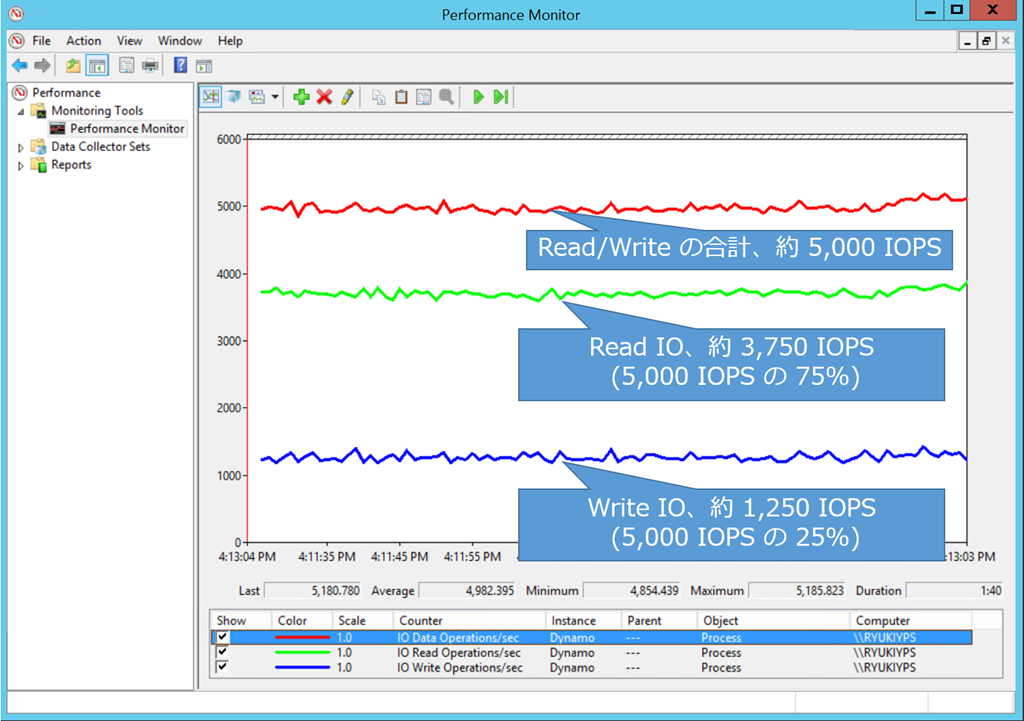 Performance Monitor
File Action View Window Help
Performance
Monitoring Tools
Performance Monitor
Data Collector Sets
Reports
6000
5000
4000
3000
2000
1000
0
Read/Write の合計、約 5,000 IOPS
Read IO、約 3,750 IOPS
(5,000 IOPS の 75%)
Write IO、約 1,250 IOPS
(5,000 IOPS の 25%)
4:13:04 PM 4:11:35 PM 4:11:45 PM 4:11:55 PM :13:03 PM
Last 5,180.780 Average 4,982.395 Minimum 4,854.439 Maximum 5,185.823 Duration 1:40
Show Color Scale Counter Instance Parent Object Computer
1.0 IO Data Operations/sec Dynamo --- Process \\RYUKIYPS
1.0 IO Read Operations/sec Dynamo --- Process \\RYUKIYPS
1.0 IO Write Operations/sec Dynamo --- Process \\RYUKIYPS